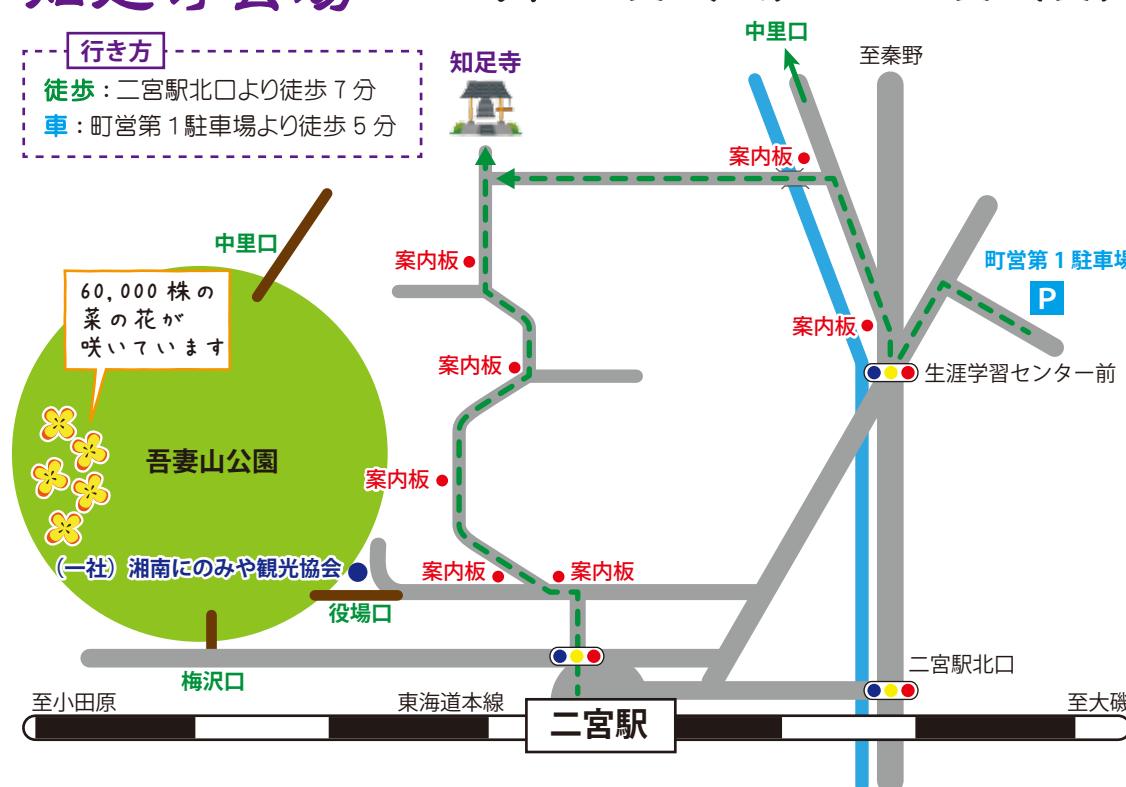 知足寺会場
行き方
徒歩：二宮駅北口より徒歩7分
車：町営第1駐車場より徒歩5分
知足寺
中里口
至秦野
案内板
中里口
案内板
町営第1駐車場
P
60,000株の
菜の花が
咲いています
案内板
案内板
生涯学習センター前
吾妻山公園
案内板
（一社）湘南にのみや観光協会
案内板
案内板
役場口
梅沢口
二宮駅北口
至小田原
東海道本線
二宮駅
至大磯